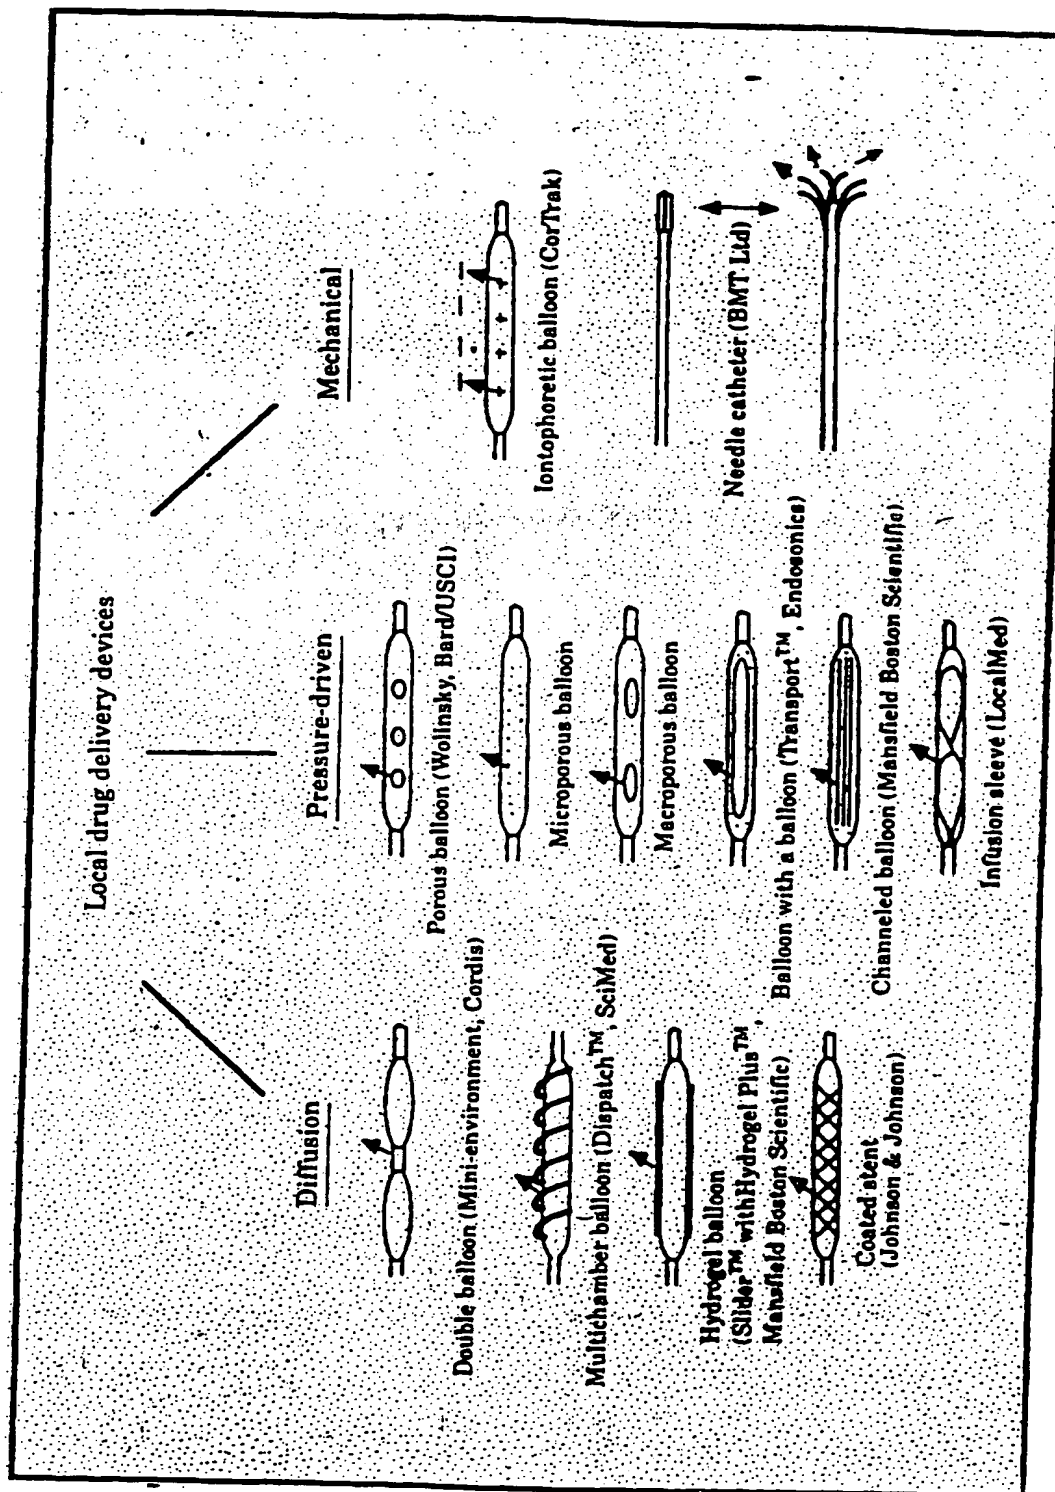 Local drug delivery devices
Diffusion
Double balloon (Mini-environment, Cordis)
Multichamber balloon (Dispatch™, SciMed)
Hydrogel balloon
(Slider™ with Hydrogel Plus™,
Mansfield Boston Scientific)
Coated stent
(Johnson & Johnson)
Pressure-driven
Porous balloon (Wolinsky, Bard/USCI)
Microporous balloon
Macroporous balloon
Balloon with a balloon (Transport™, Endosonics)
Channeled balloon (Mansfield Boston Scientific)
Infusion sleeve (LocalMed)
Mechanical
Iontophoretic balloon (CorTrak)
Needle catheter (BMT Ltd)